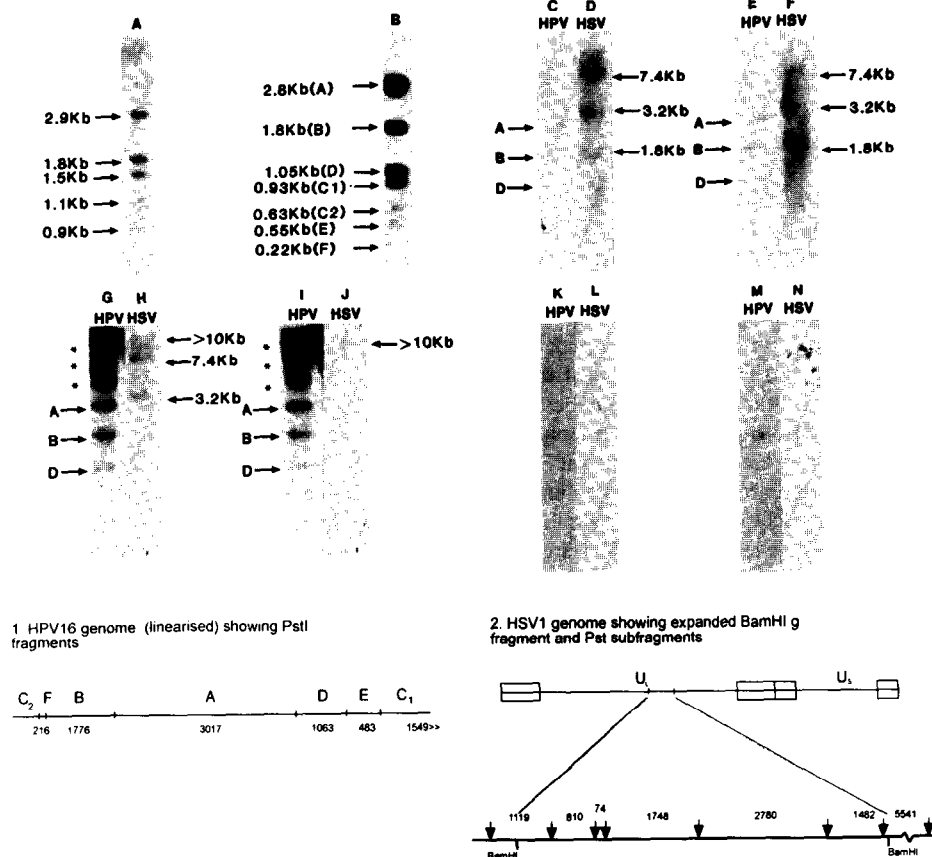 A
2.9Kb
1.8Kb
1.5Kb
1.1Kb
0.9Kb
B
2.8Kb(A)
1.8Kb(B)
1.05Kb(D)
0.93Kb(C1)
0.63Kb(C2)
0.55Kb(E)
0.22Kb(F)
C D
HPV HSV
7.4Kb
3.2Kb
1.8Kb
A
B
D
E F
HPV HSV
7.4Kb
3.2Kb
1.8Kb
A
B
D
G H
HPV HSV
>10Kb
7.4Kb
3.2Kb
*
*
*
A
B
D
I J
HPV HSV
>10Kb
*
*
*
A
B
D
K L
HPV HSV
M N
HPV HSV
1 HPV16 genome (linearised) showing PstI
fragments
C2 F B A D E C1
216 1776 3017 1063 483 1549>>
2. HSV1 genome showing expanded BamHI g
fragment and Pst subfragments
UL US
1119 810 74 1748 2780 1482 5541
BamHI BamHI